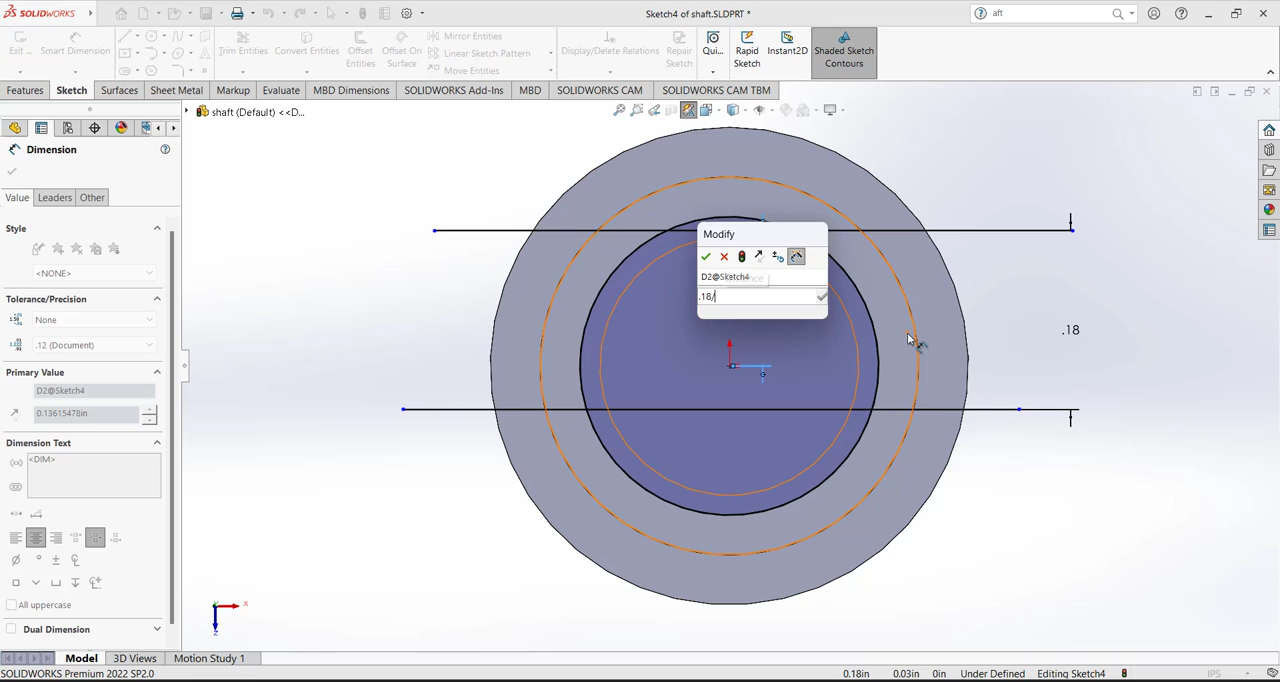 SOLIDWORKS
Sketch4 of shaft.SLDPRT *
aft
Exit ...
Smart Dimension
Trim Entities
Convert Entities
Offset Entities
Offset On Surface
Mirror Entities
Linear Sketch Pattern
Move Entities
Display/Delete Relations
Repair Sketch
Qui...
Rapid Sketch
Instant2D
Shaded Sketch Contours
Features
Sketch
Surfaces
Sheet Metal
Markup
Evaluate
MBD Dimensions
SOLIDWORKS Add-Ins
MBD
SOLIDWORKS CAM
SOLIDWORKS CAM TBM
shaft (Default) <<D...
Dimension
Value
Leaders
Other
Style
<NONE>
Tolerance/Precision
None
.12 (Document)
Primary Value
D2@Sketch4
0.13615478in
Dimension Text
<DIM>
All uppercase
Dual Dimension
Modify
D2@Sketch4
.18/
.18
X
Z
Model
3D Views
Motion Study 1
SOLIDWORKS Premium 2022 SP2.0
0.18in
0.03in
0in
Under Defined
Editing Sketch4
IPS